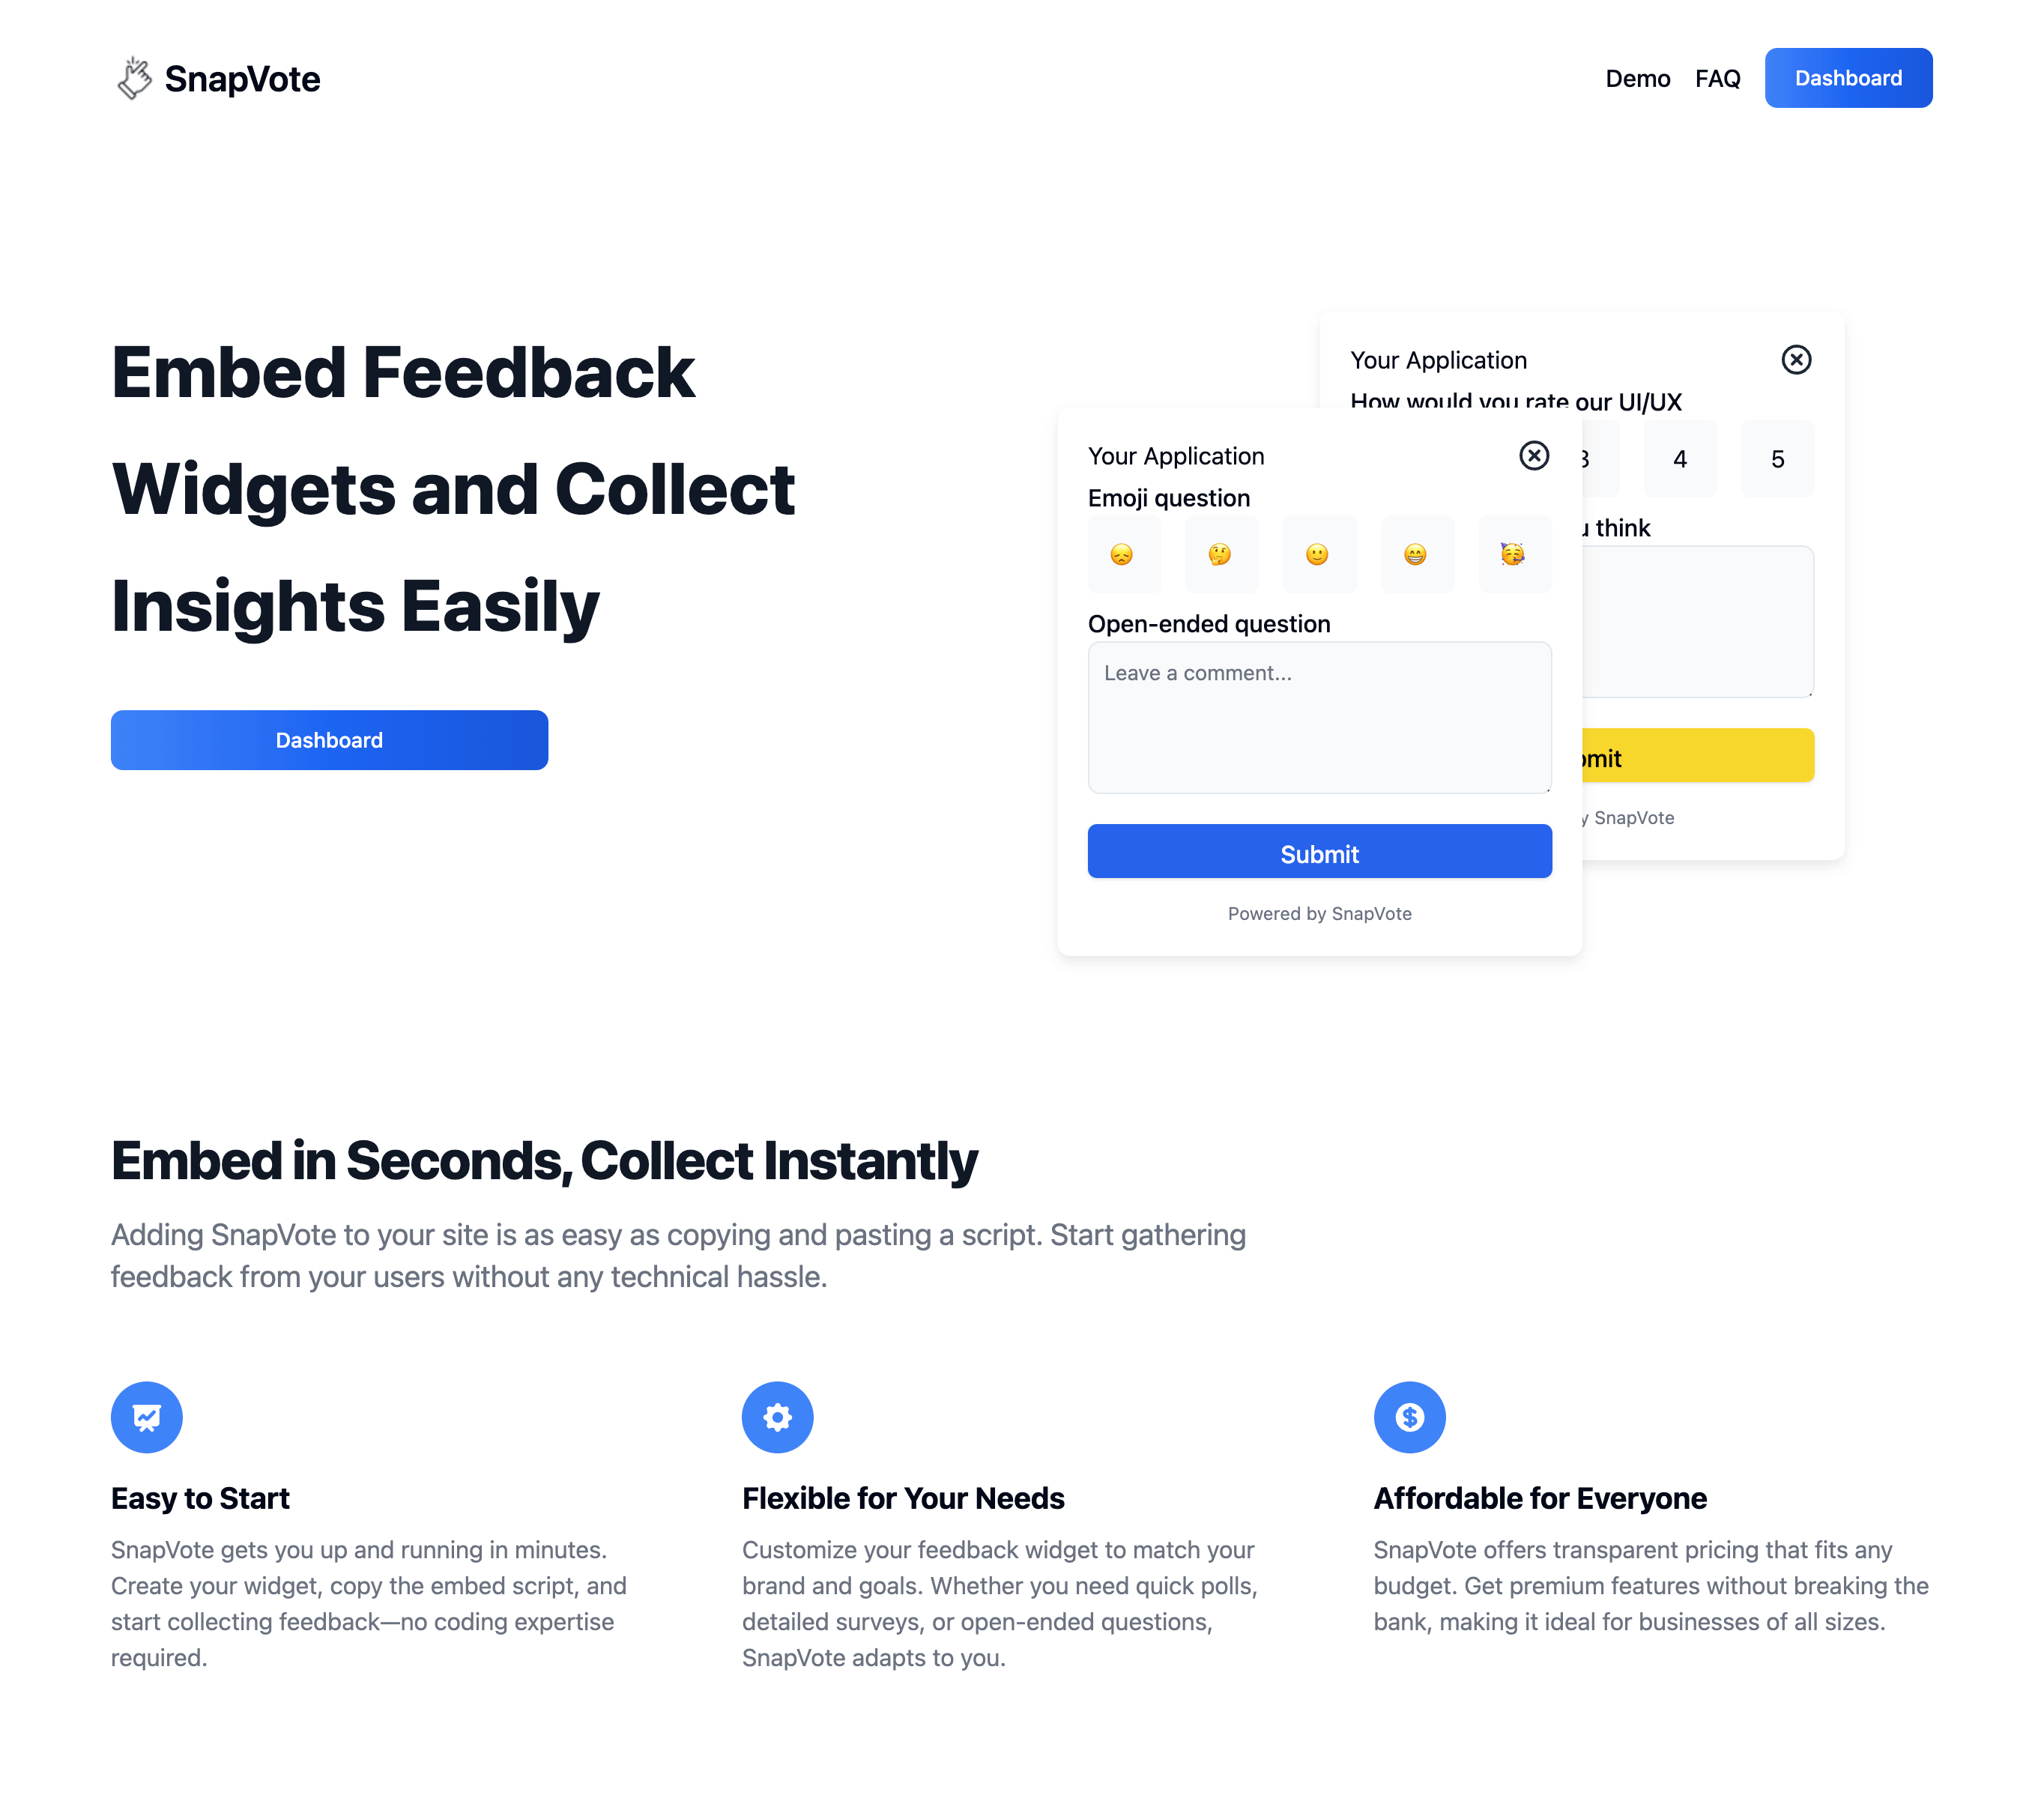 SnapVote
Demo FAQ Dashboard
Embed Feedback
Widgets and Collect
Insights Easily
Dashboard
Your Application
How would you rate our UI/UX
3 4 5
think
Submit
SnapVote
Your Application
Emoji question
😞 🤔 🙂 😁 🥳
Open-ended question
Leave a comment...
Submit
Powered by SnapVote
Embed in Seconds, Collect Instantly
Adding SnapVote to your site is as easy as copying and pasting a script. Start gathering
feedback from your users without any technical hassle.
Easy to Start
SnapVote gets you up and running in minutes.
Create your widget, copy the embed script, and
start collecting feedback—no coding expertise
required.
Flexible for Your Needs
Customize your feedback widget to match your
brand and goals. Whether you need quick polls,
detailed surveys, or open-ended questions,
SnapVote adapts to you.
Affordable for Everyone
SnapVote offers transparent pricing that fits any
budget. Get premium features without breaking the
bank, making it ideal for businesses of all sizes.